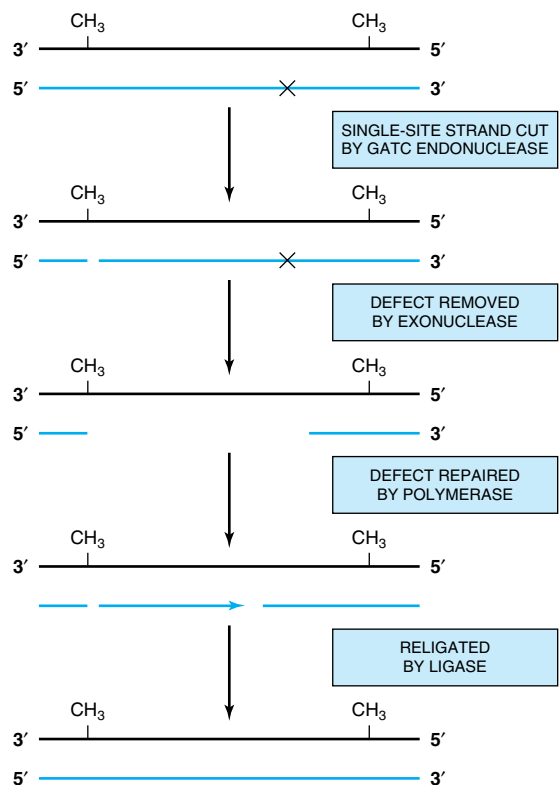 CH3 CH3
3′ 5′
5′ 3′
SINGLE-SITE STRAND CUT
BY GATC ENDONUCLEASE
CH3 CH3
3′ 5′
5′ 3′
DEFECT REMOVED
BY EXONUCLEASE
CH3 CH3
3′ 5′
5′ 3′
DEFECT REPAIRED
BY POLYMERASE
CH3 CH3
3′ 5′
RELIGATED
BY LIGASE
CH3 CH3
3′ 5′
5′ 3′